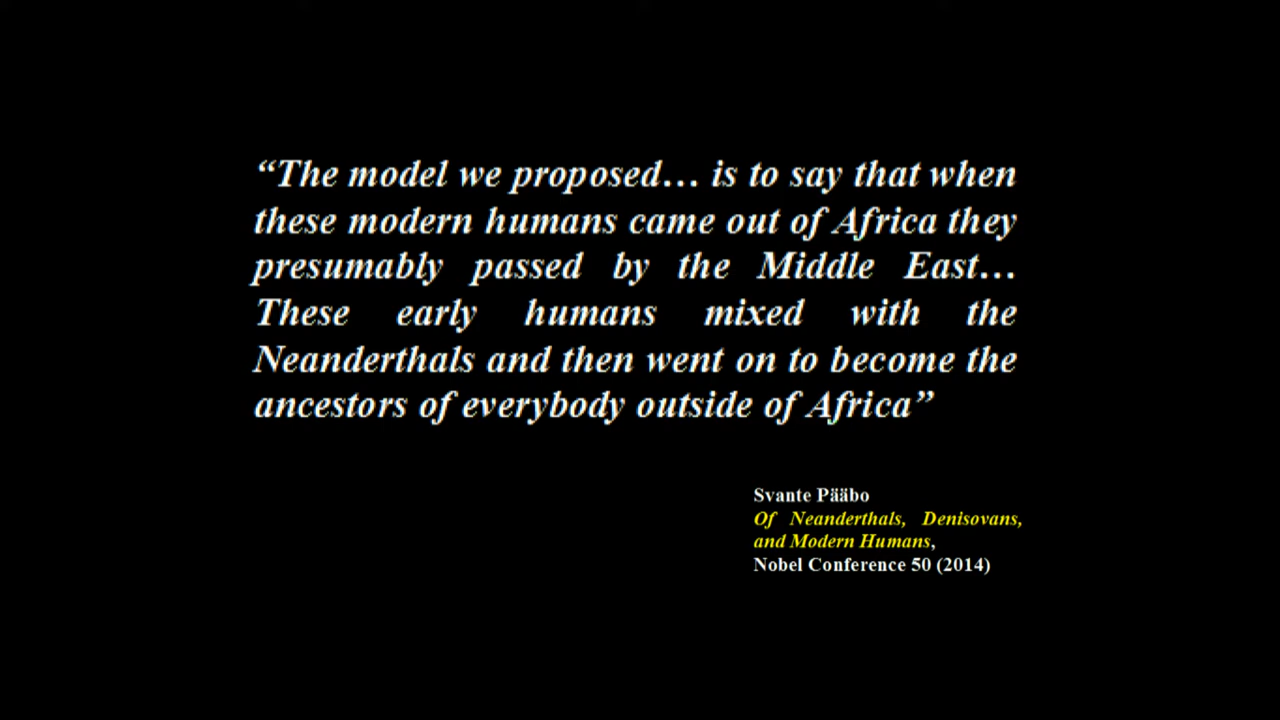 “The model we proposed… is to say that when
these modern humans came out of Africa they
presumably passed by the Middle East…
These early humans mixed with the
Neanderthals and then went on to become the
ancestors of everybody outside of Africa”
Svante Pääbo
Of Neanderthals, Denisovans,
and Modern Humans,
Nobel Conference 50 (2014)